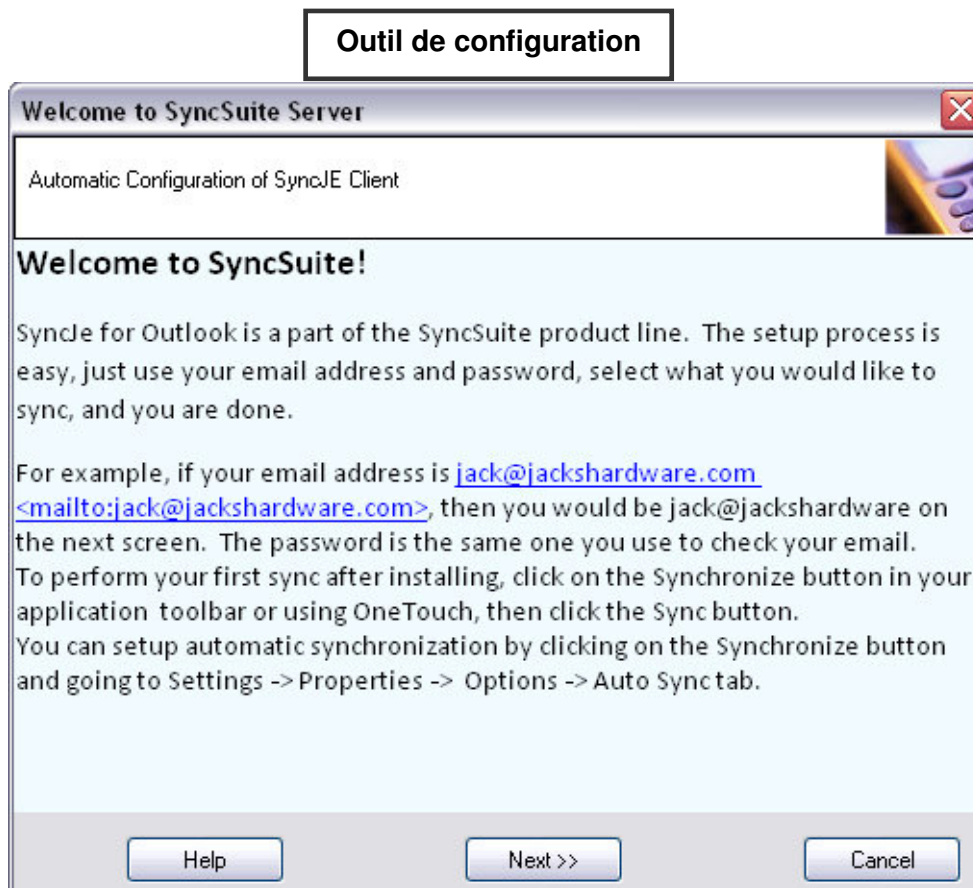 Outil de configuration
Welcome to SyncSuite Server
Automatic Configuration of SyncJE Client
Welcome to SyncSuite!
SyncJe for Outlook is a part of the SyncSuite product line.  The setup process is
easy, just use your email address and password, select what you would like to
sync, and you are done.
For example, if your email address is jack@jackshardware.com
<mailto:jack@jackshardware.com>, then you would be jack@jackshardware on
the next screen.  The password is the same one you use to check your email.
To perform your first sync after installing, click on the Synchronize button in your
application  toolbar or using OneTouch, then click the Sync button.
You can setup automatic synchronization by clicking on the Synchronize button
and going to Settings -> Properties ->  Options -> Auto Sync tab.
Help
Next >>
Cancel